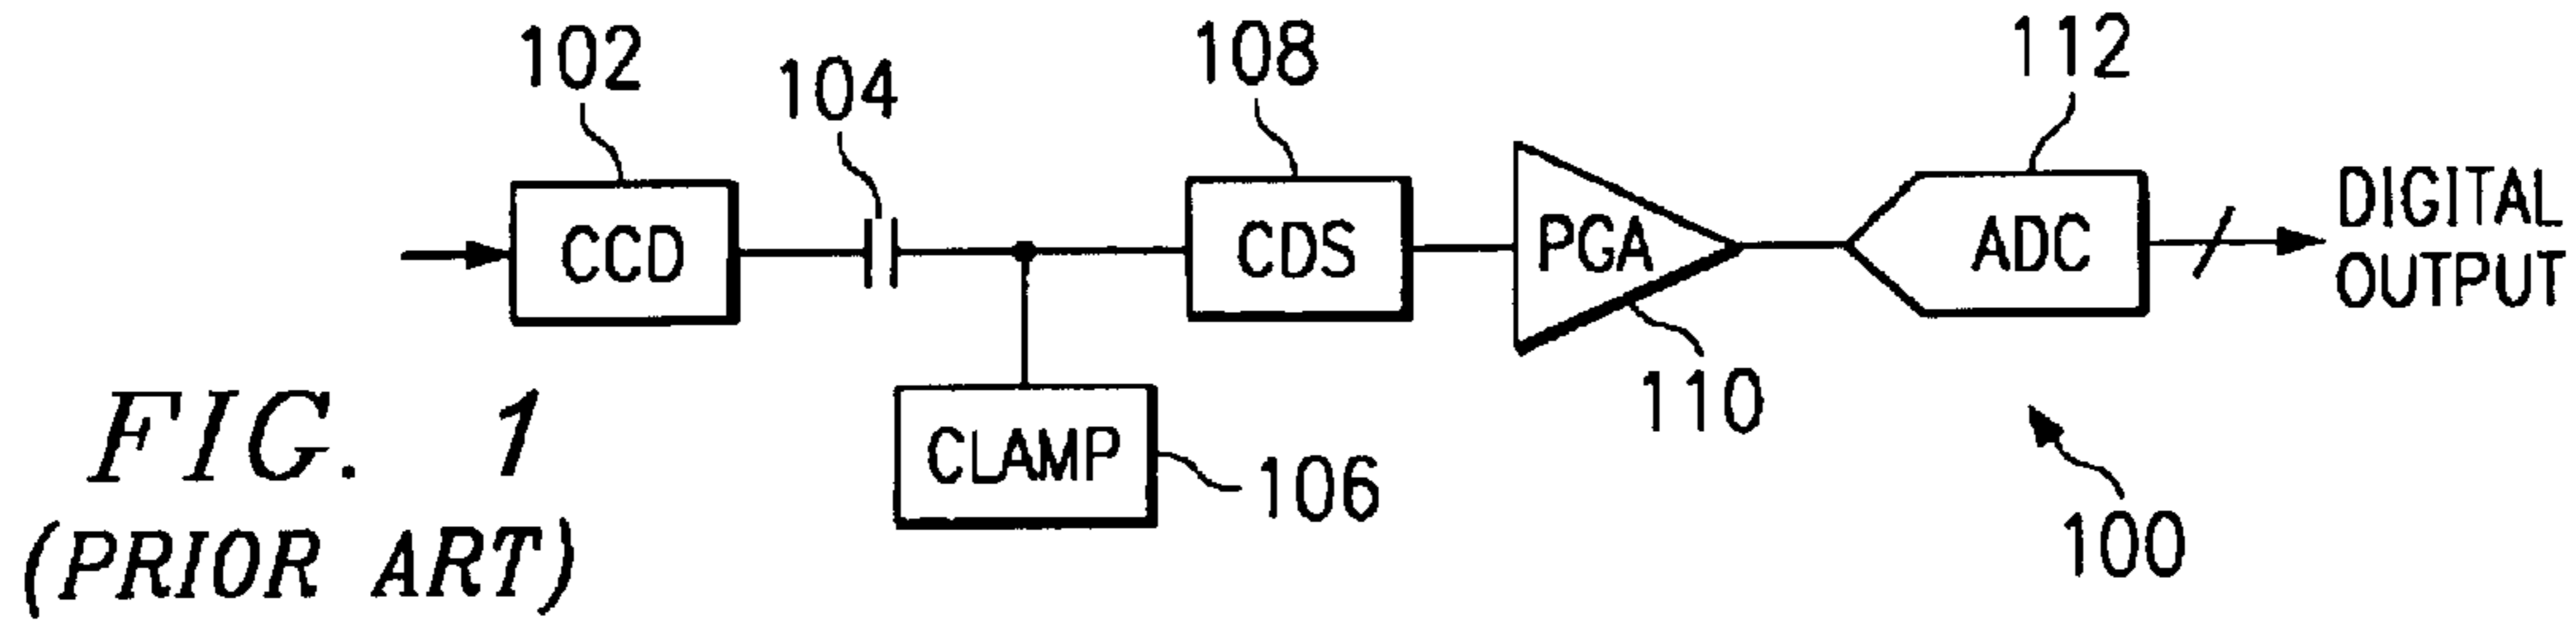 102
104
108
112
CCD
CDS
PGA
ADC
DIGITAL
OUTPUT
110
CLAMP
106
100
FIG. 1
(PRIOR ART)